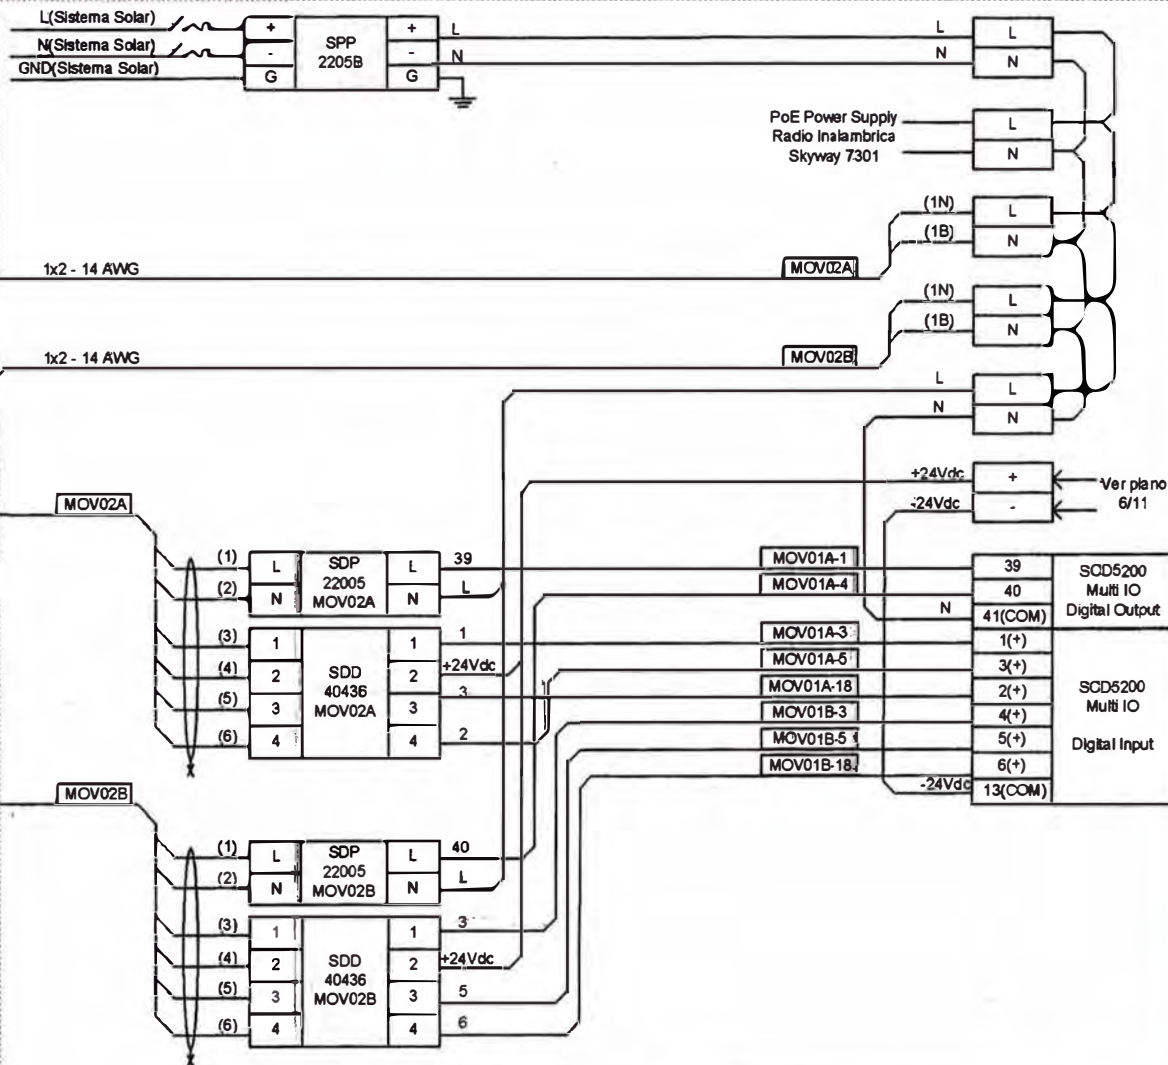 L(Sistema Solar)
N(Sistema Solar)
GND(Sistema Solar)
+
-
G
SPP
2205B
+
-
G
L
N
L
N
L
N
PoE Power Supply
Radio Inalambrica
Skyway 7301
L
N
(1N)
(1B)
L
N
1x2 - 14 AWG
MOV02A
(1N)
(1B)
L
N
1x2 - 14 AWG
MOV02B
L
N
L
N
+24Vdc
-24Vdc
+
-
Ver plano
6/11
MOV02A
(1)
(2)
(3)
(4)
(5)
(6)
L
N
SDP
22005
MOV02A
L
N
39
L
1
2
3
4
SDD
40436
MOV02A
1
2
3
4
1
+24Vdc
3
2
MOV01A-1
MOV01A-4
N
MOV01A-3
MOV01A-5
MOV01A-18
MOV01B-3
MOV01B-5
MOV01B-18
-24Vdc
39
40
41(COM)
1(+)
3(+)
2(+)
4(+)
5(+)
6(+)
13(COM)
SCD5200
Multi IO
Digital Output
SCD5200
Multi IO
Digital Input
MOV02B
(1)
(2)
(3)
(4)
(5)
(6)
L
N
SDP
22005
MOV02B
L
N
40
L
1
2
3
4
SDD
40436
MOV02B
1
2
3
4
3
+24Vdc
5
6